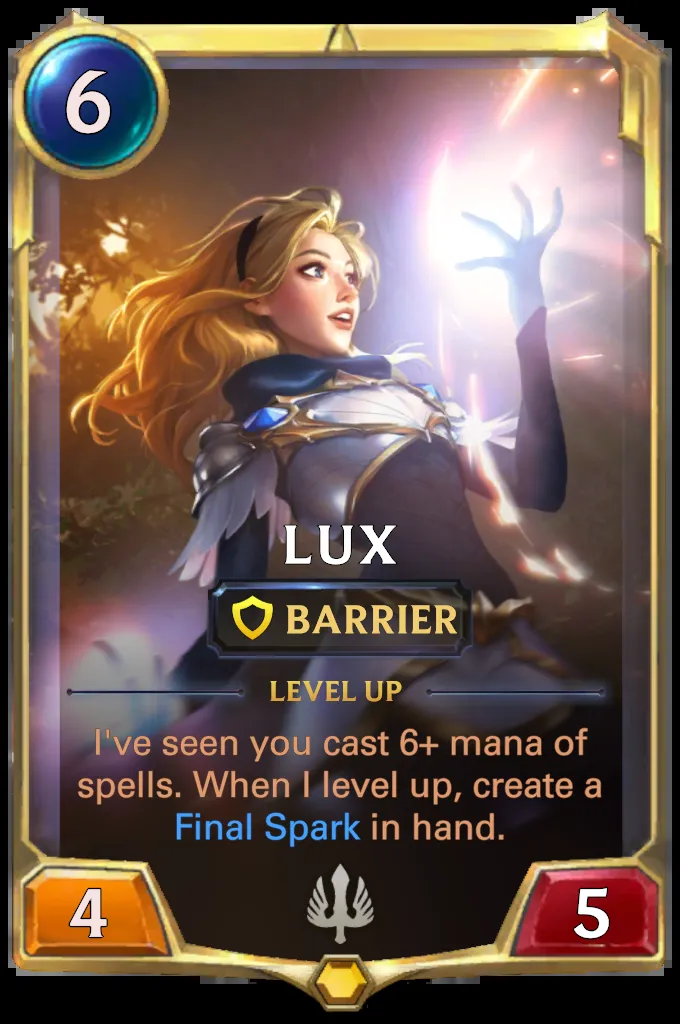 6
LUX
BARRIER
LEVEL UP
I've seen you cast 6+ mana of
spells. When I level up, create a
Final Spark in hand.
4
5